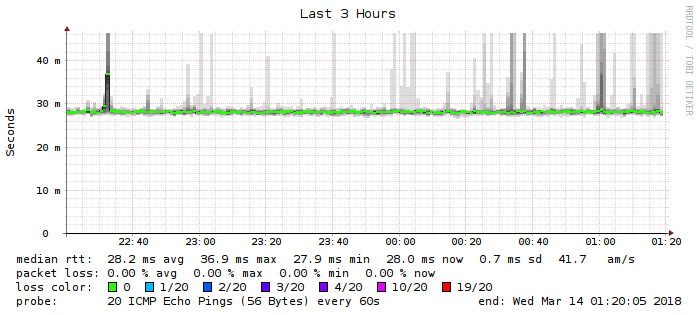 Last 3 Hours
RRDTOOL / TOBI OETIKER
Seconds
40 m
30 m
20 m
10 m
0
22:40 23:00 23:20 23:40 00:00 00:20 00:40 01:00 01:20
median rtt: 28.2 ms avg 36.9 ms max 27.9 ms min 28.0 ms now 0.7 ms sd 41.7 am/s
packet loss: 0.00 % avg 0.00 % max 0.00 % min 0.00 % now
loss color: 0 1/20 2/20 3/20 4/20 10/20 19/20
probe: 20 ICMP Echo Pings (56 Bytes) every 60s end: Wed Mar 14 01:20:05 2018